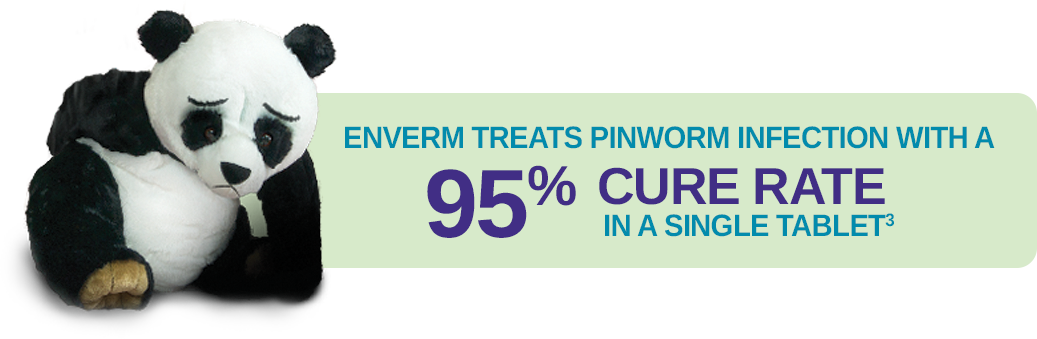 ENVERM TREATS PINWORM INFECTION WITH A
95% CURE RATE
IN A SINGLE TABLET³